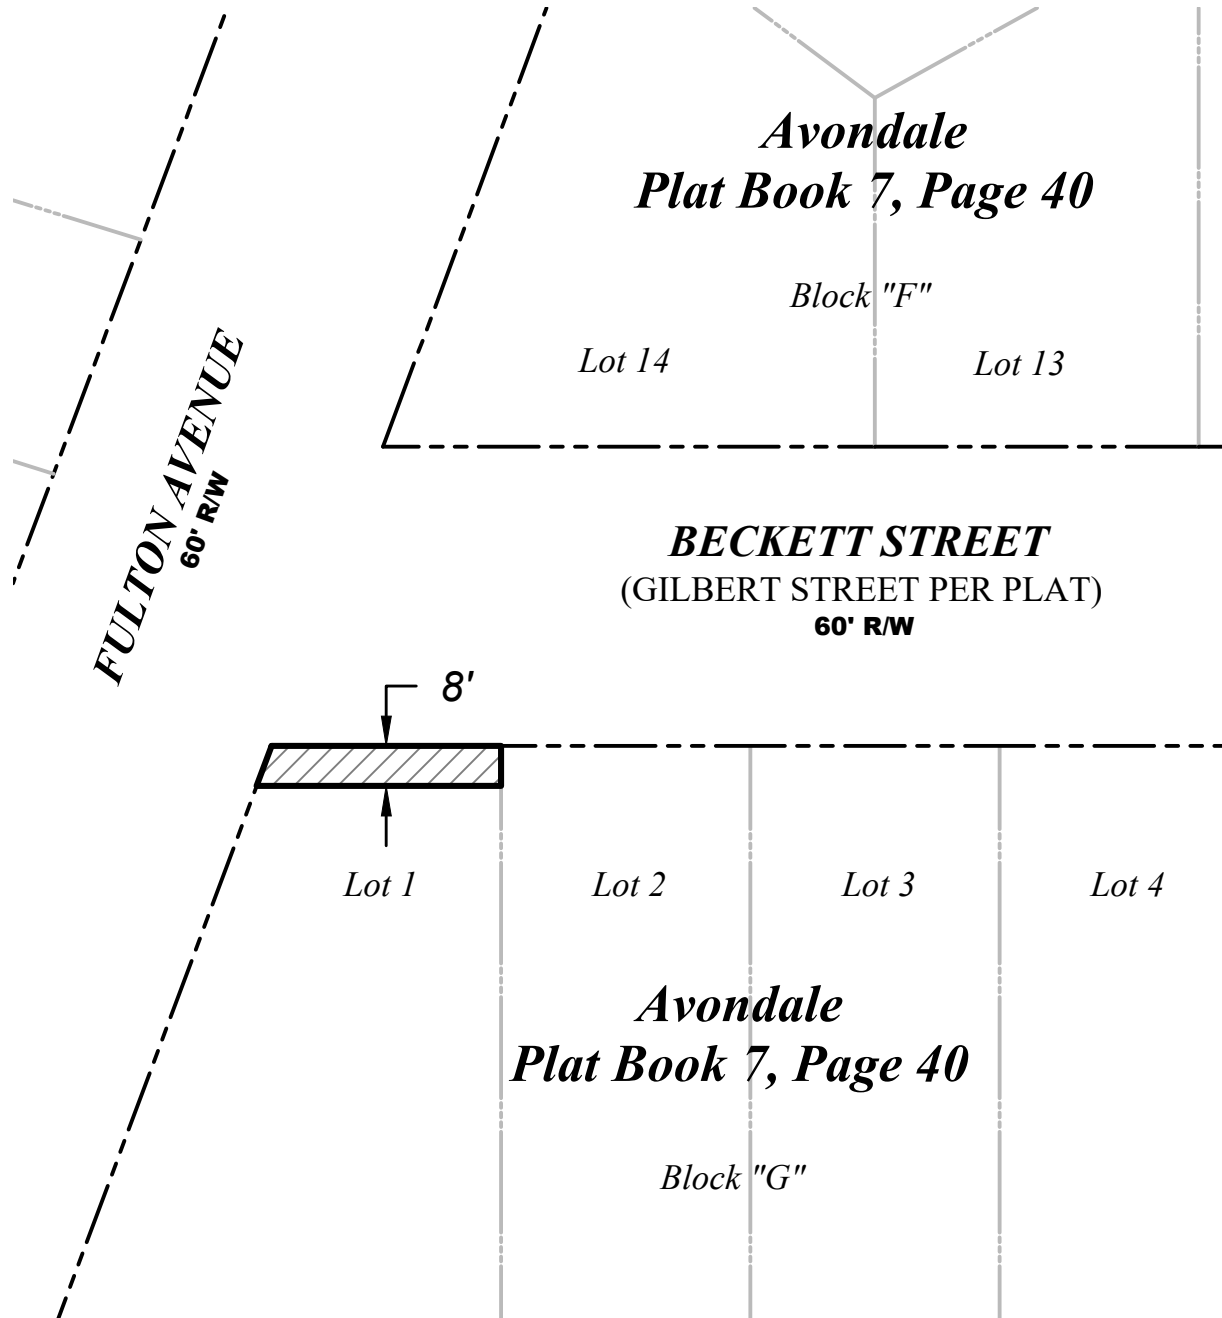 Avondale
Plat Book 7, Page 40
Block "F"
Lot 14
Lot 13
FULTON AVENUE
60' R/W
BECKETT STREET
(GILBERT STREET PER PLAT)
60' R/W
8'
Lot 1
Lot 2
Lot 3
Lot 4
Avondale
Plat Book 7, Page 40
Block "G"